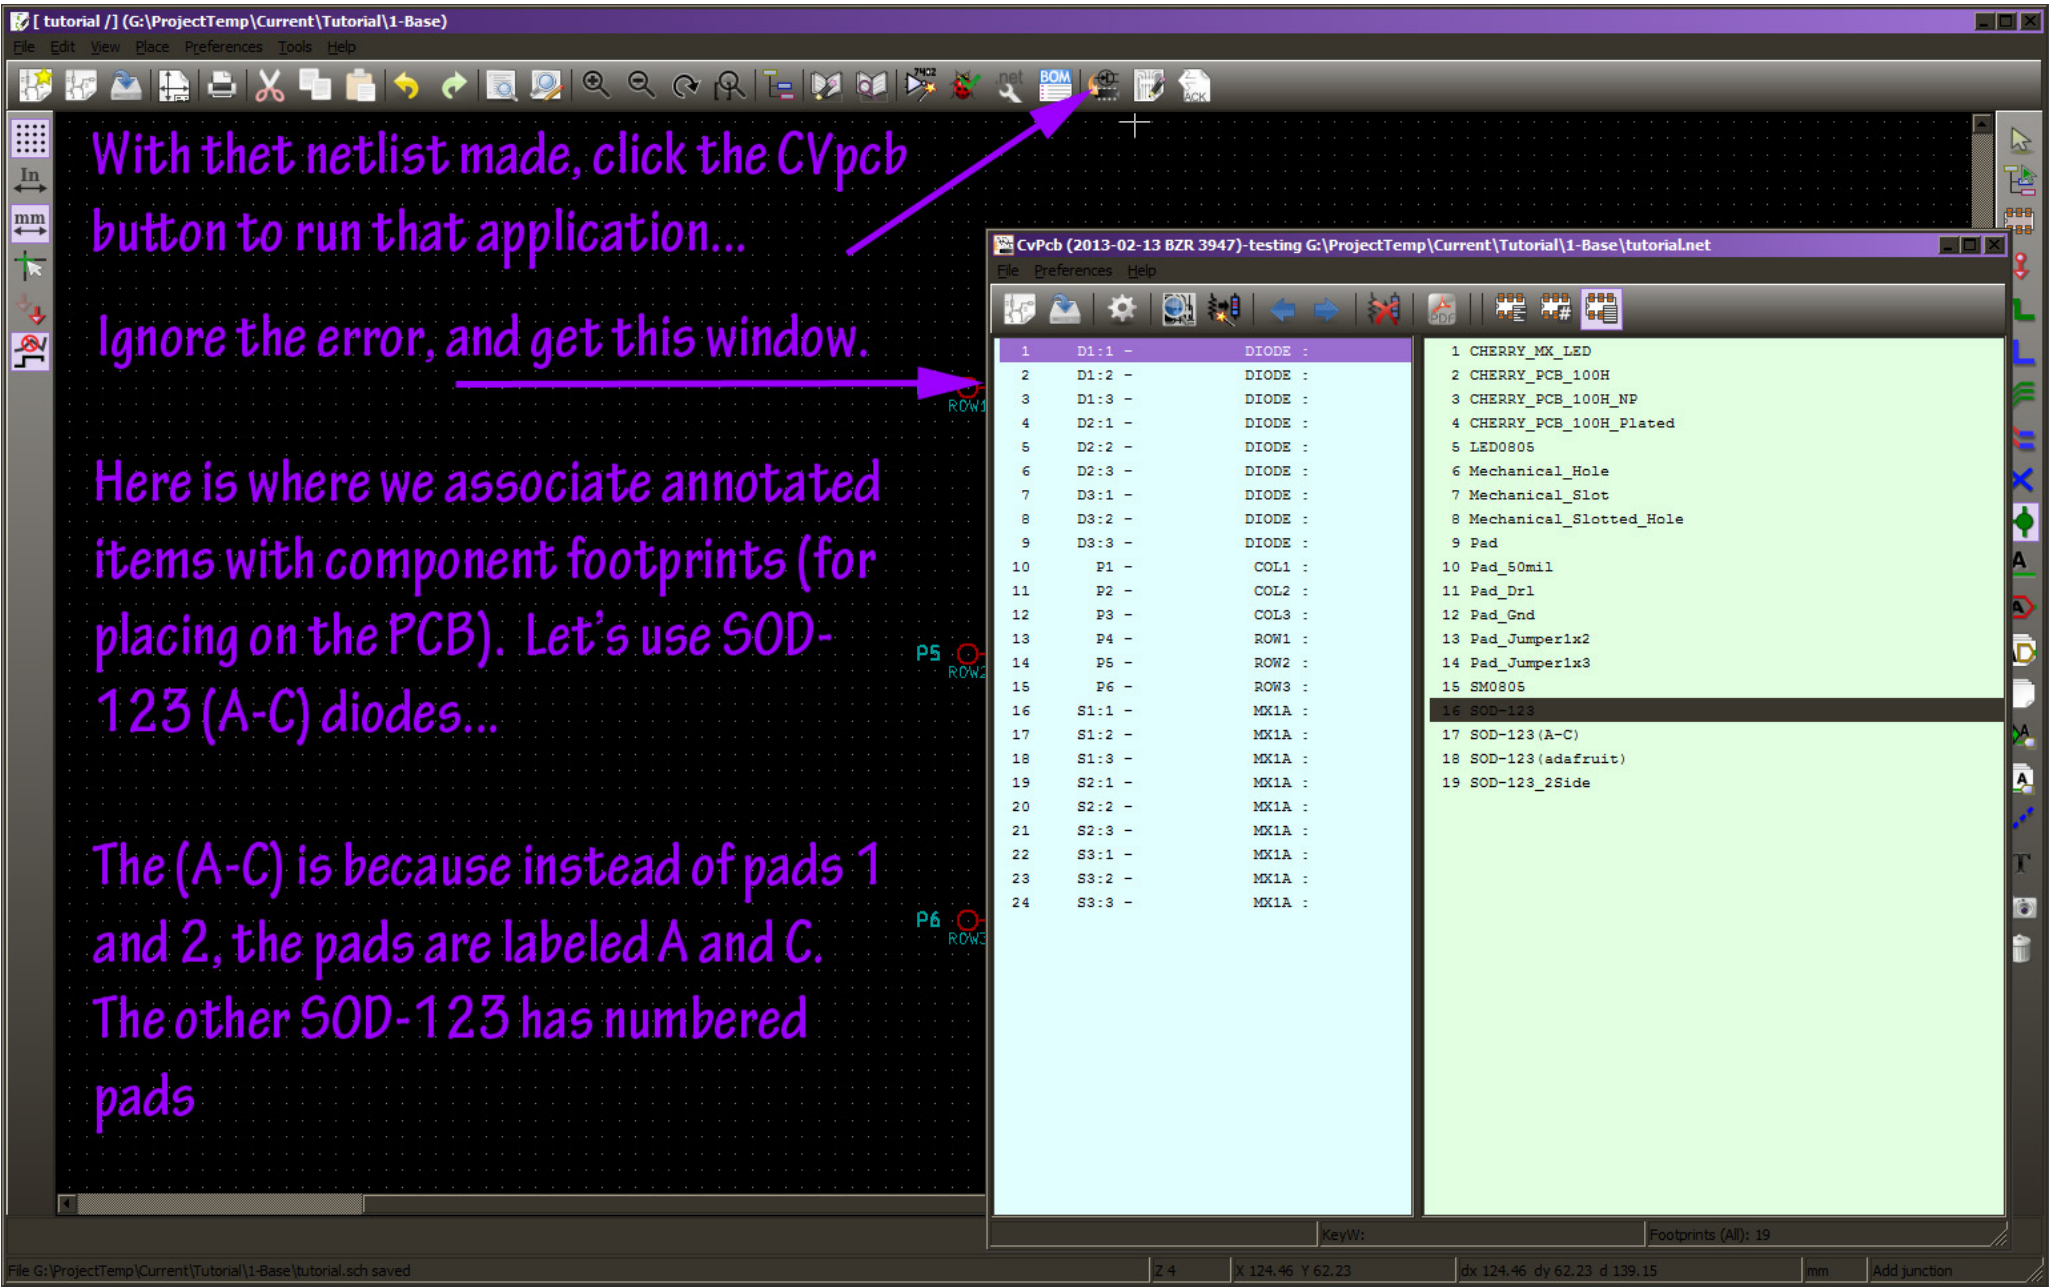 [ tutorial /] (G:\ProjectTemp\Current\Tutorial\1-Base)
File Edit View Place Preferences Tools Help
7402
.net
BOM
ACK
In
mm
With thet netlist made, click the CVpcb
button to run that application...
Ignore the error, and get this window.
Here is where we associate annotated
items with component footprints (for
placing on the PCB). Let's use SOD-
123 (A-C) diodes...
The (A-C) is because instead of pads 1
and 2, the pads are labeled A and C.
The other SOD-123 has numbered
pads
ROW1
P5
ROW2
P6
ROW3
CvPcb (2013-02-13 BZR 3947)-testing G:\ProjectTemp\Current\Tutorial\1-Base\tutorial.net
File Preferences Help
PDF
1 D1:1 - DIODE :
2 D1:2 - DIODE :
3 D1:3 - DIODE :
4 D2:1 - DIODE :
5 D2:2 - DIODE :
6 D2:3 - DIODE :
7 D3:1 - DIODE :
8 D3:2 - DIODE :
9 D3:3 - DIODE :
10 P1 - COL1 :
11 P2 - COL2 :
12 P3 - COL3 :
13 P4 - ROW1 :
14 P5 - ROW2 :
15 P6 - ROW3 :
16 S1:1 - MX1A :
17 S1:2 - MX1A :
18 S1:3 - MX1A :
19 S2:1 - MX1A :
20 S2:2 - MX1A :
21 S2:3 - MX1A :
22 S3:1 - MX1A :
23 S3:2 - MX1A :
24 S3:3 - MX1A :
1 CHERRY_MX_LED
2 CHERRY_PCB_100H
3 CHERRY_PCB_100H_NP
4 CHERRY_PCB_100H_Plated
5 LED0805
6 Mechanical_Hole
7 Mechanical_Slot
8 Mechanical_Slotted_Hole
9 Pad
10 Pad_50mil
11 Pad_Drl
12 Pad_Gnd
13 Pad_Jumper1x2
14 Pad_Jumper1x3
15 SM0805
16 SOD-123
17 SOD-123(A-C)
18 SOD-123(adafruit)
19 SOD-123_2Side
KeyW:
Footprints (All): 19
File G:\ProjectTemp\Current\Tutorial\1-Base\tutorial.sch saved
Z 4
X 124.46 Y 62.23
dx 124.46 dy 62.23 d 139.15
mm
Add junction